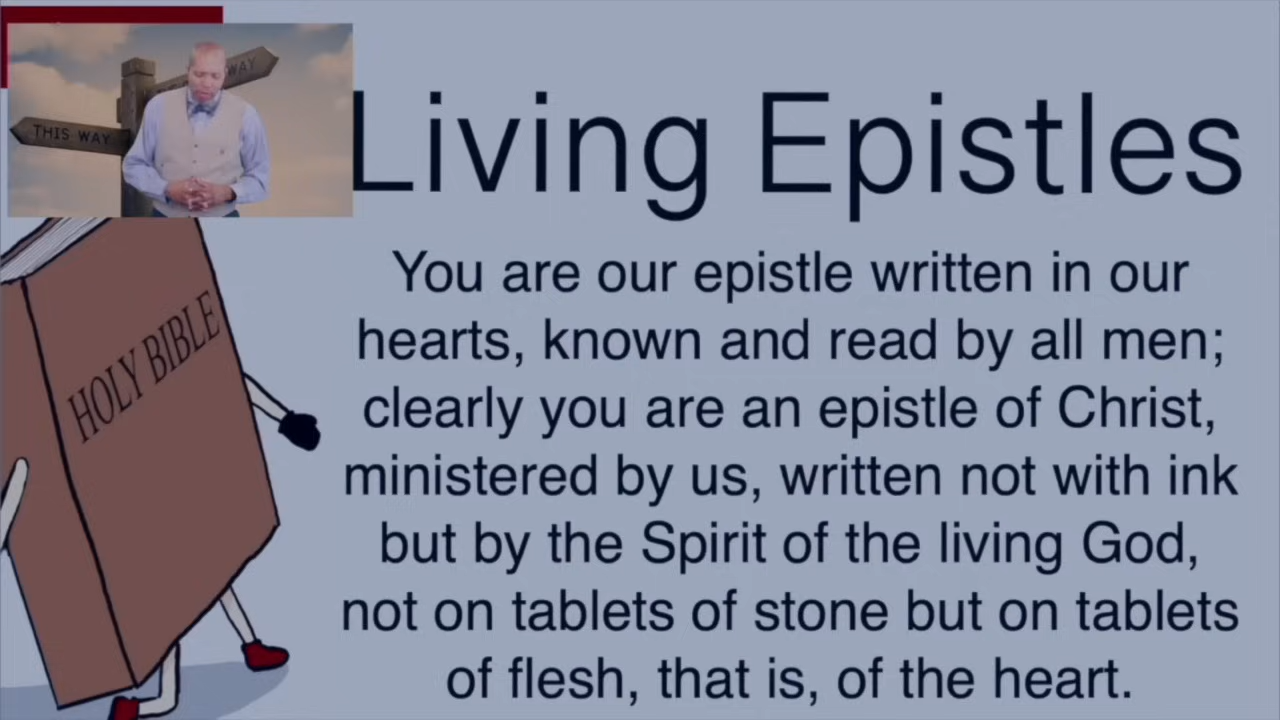 WAY
THIS WAY
Living Epistles
HOLY BIBLE
You are our epistle written in our
hearts, known and read by all men;
clearly you are an epistle of Christ,
ministered by us, written not with ink
but by the Spirit of the living God,
not on tablets of stone but on tablets
of flesh, that is, of the heart.